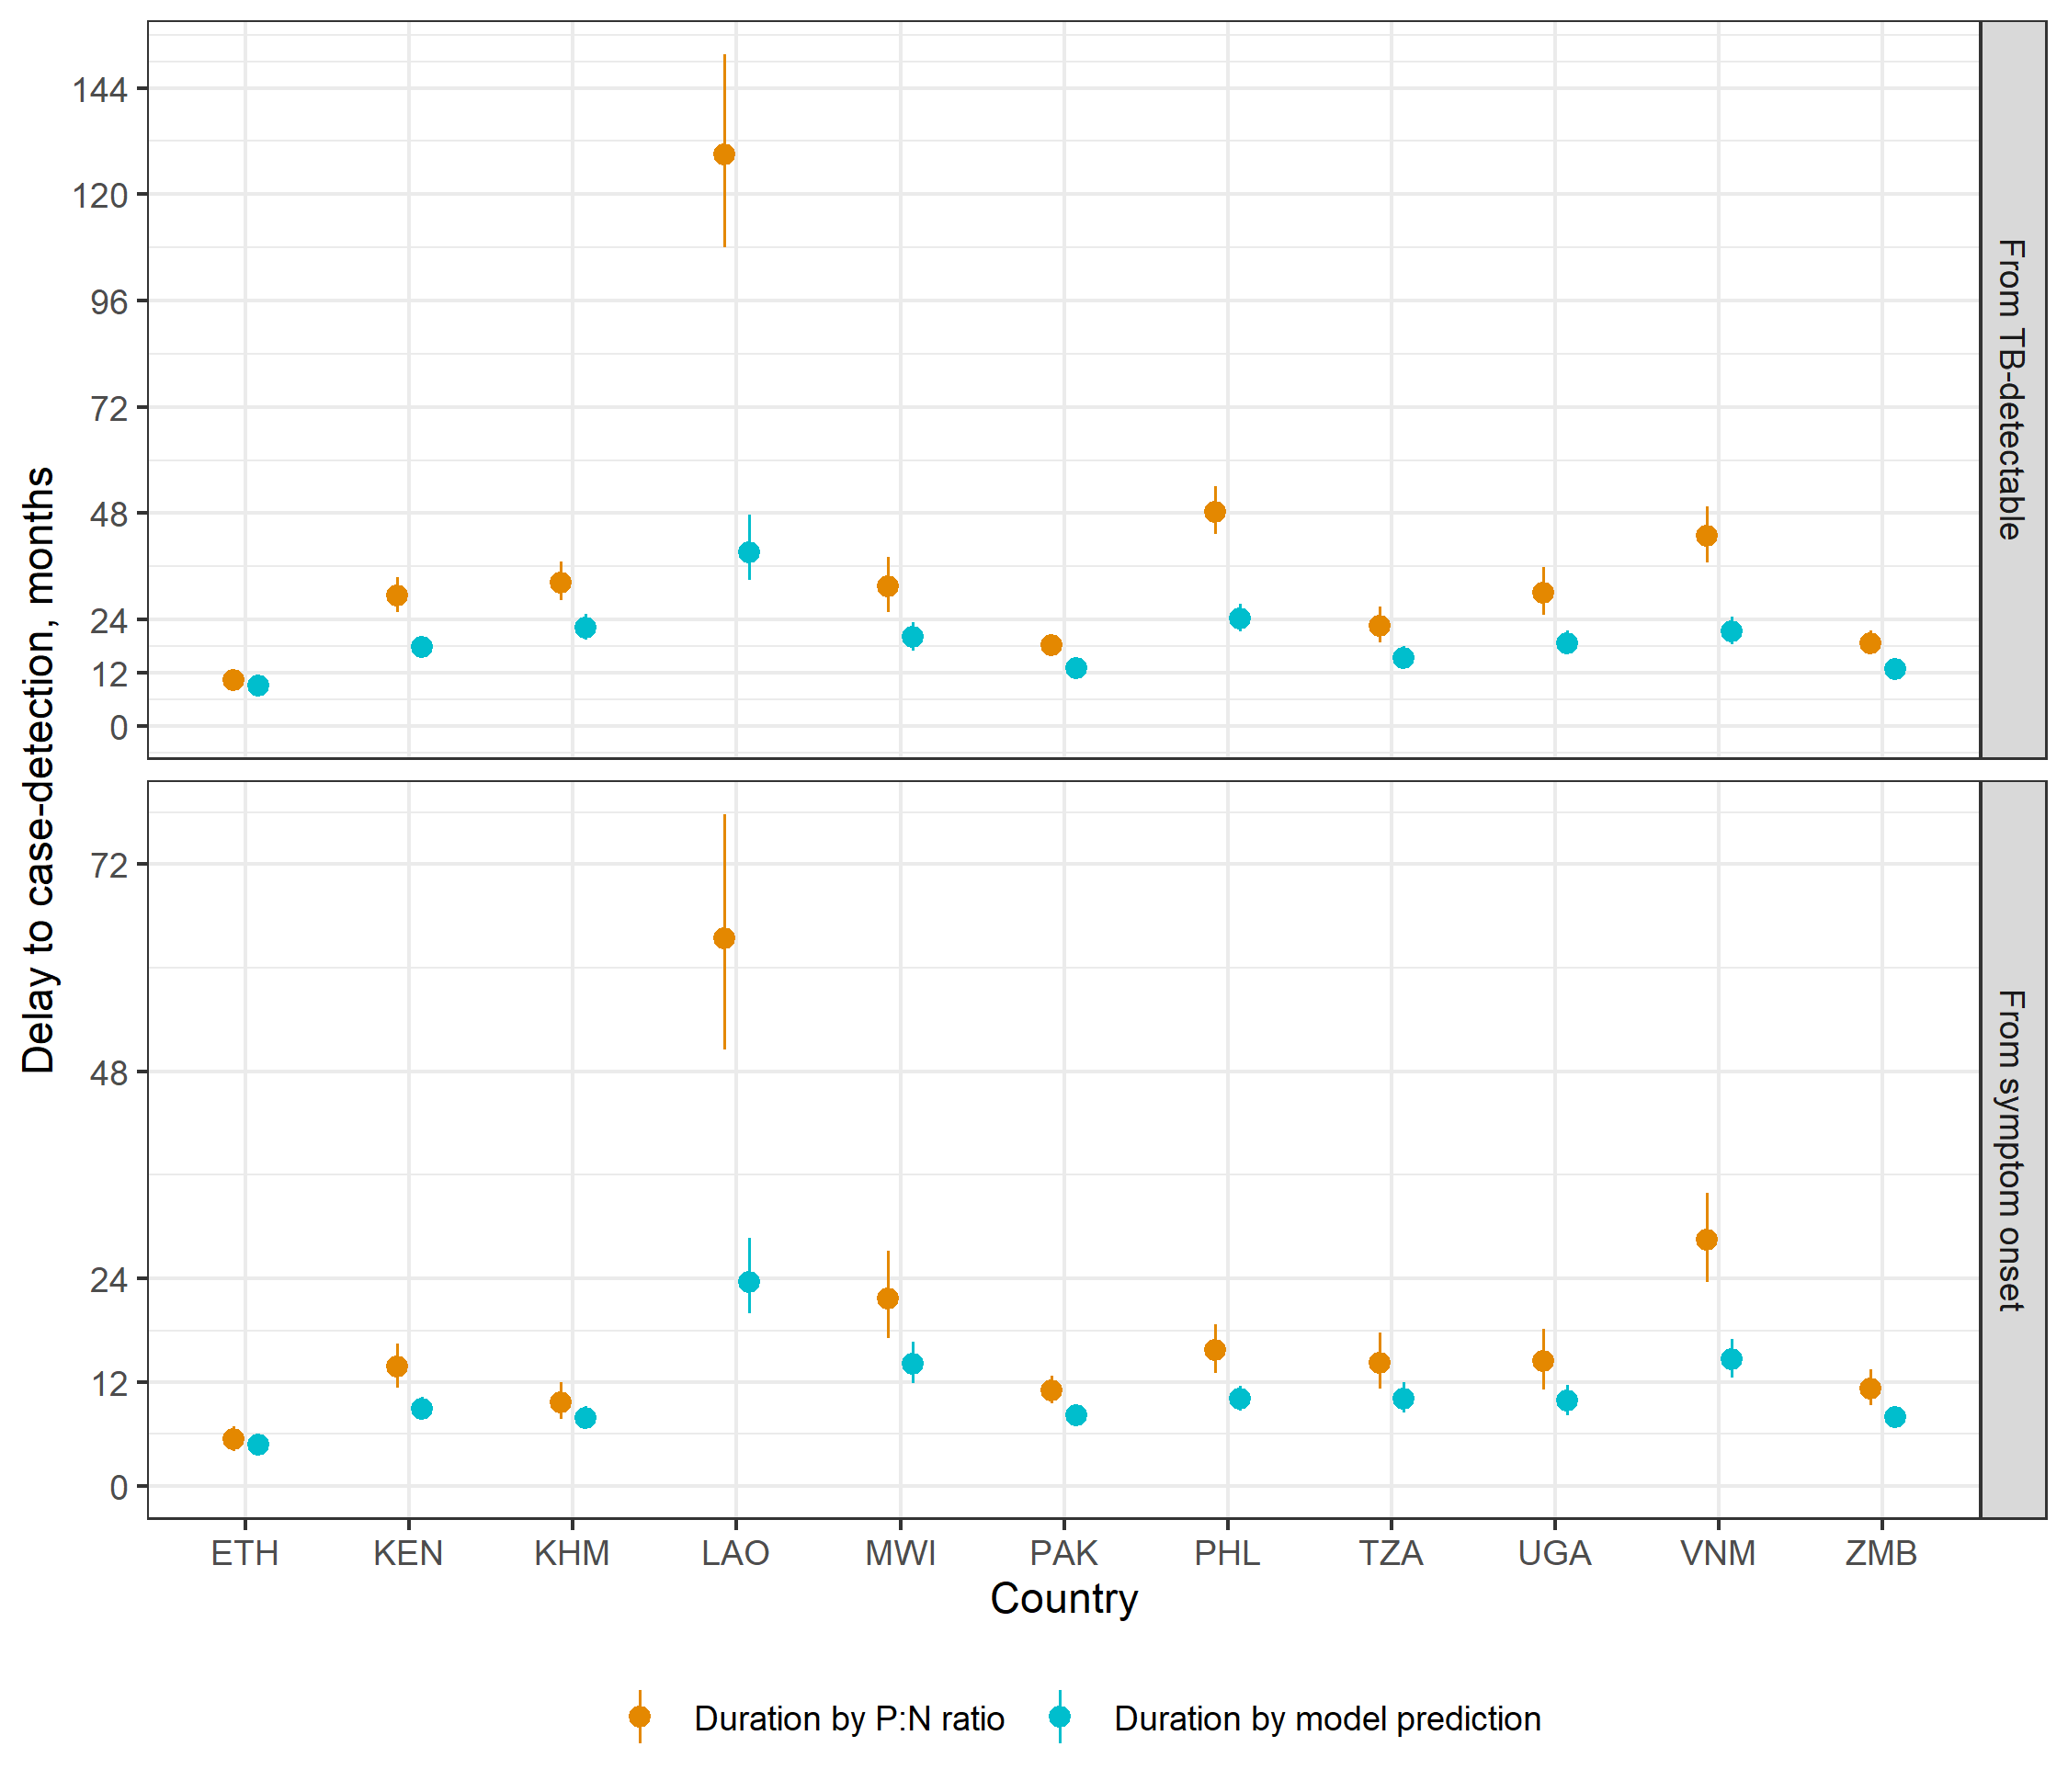 Delay to case-detection, months
144
120
96
72
48
24
12
0
From TB-detectable
72
48
24
12
0
From symptom onset
ETH KEN KHM LAO MWI PAK PHL TZA UGA VNM ZMB
Country
Duration by P:N ratio Duration by model prediction